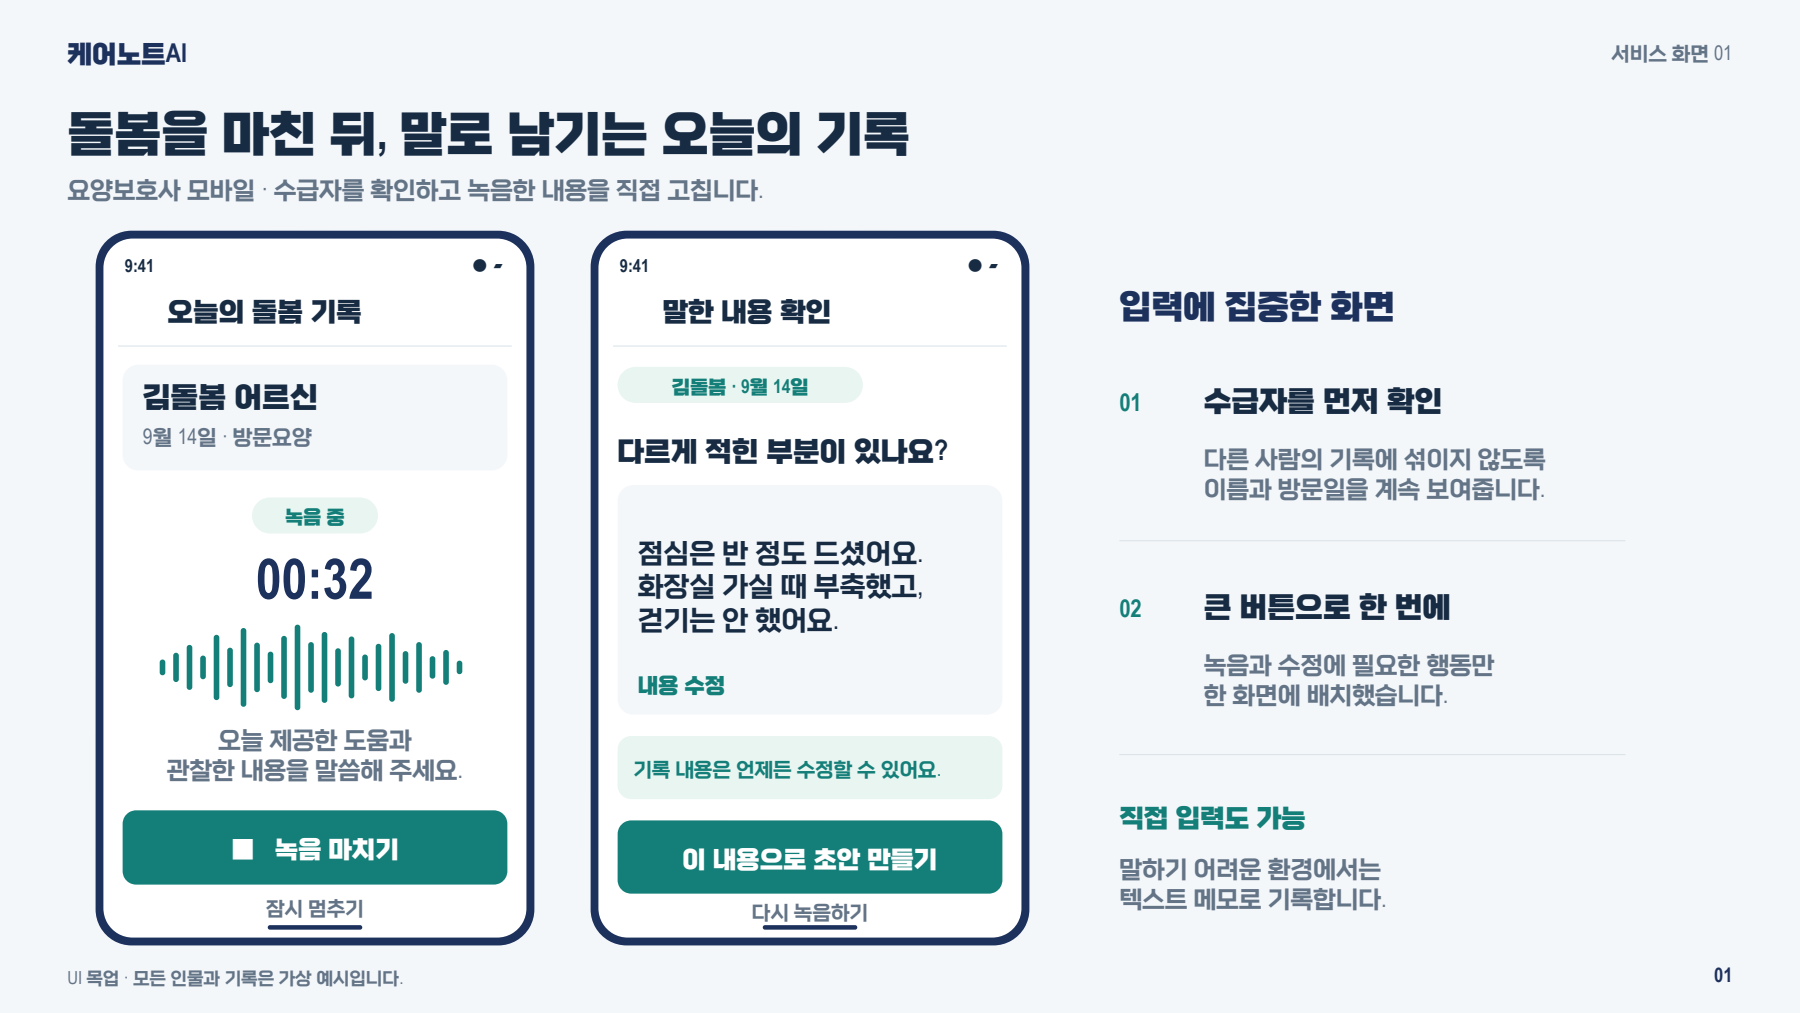 케어노트AI
서비스 화면 01
돌봄을 마친 뒤, 말로 남기는 오늘의 기록
요양보호사 모바일 · 수급자를 확인하고 녹음한 내용을 직접 고칩니다.
9:41
오늘의 돌봄 기록
김돌봄 어르신
9월 14일 · 방문요양
녹음 중
00:32
오늘 제공한 도움과
관찰한 내용을 말씀해 주세요.
■ 녹음 마치기
잠시 멈추기
9:41
말한 내용 확인
김돌봄 · 9월 14일
다르게 적힌 부분이 있나요?
점심은 반 정도 드셨어요.
화장실 가실 때 부축했고,
걷기는 안 했어요.
내용 수정
기록 내용은 언제든 수정할 수 있어요.
이 내용으로 초안 만들기
다시 녹음하기
입력에 집중한 화면
01 수급자를 먼저 확인
다른 사람의 기록에 섞이지 않도록
이름과 방문일을 계속 보여줍니다.
02 큰 버튼으로 한 번에
녹음과 수정에 필요한 행동만
한 화면에 배치했습니다.
직접 입력도 가능
말하기 어려운 환경에서는
텍스트 메모로 기록합니다.
UI 목업 · 모든 인물과 기록은 가상 예시입니다.
01